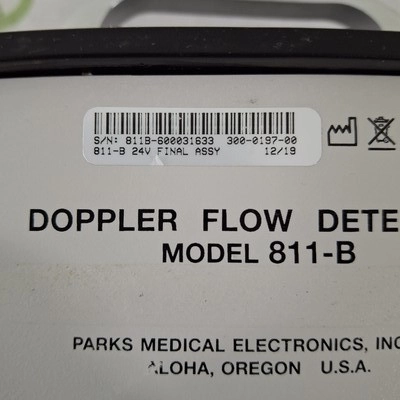 S/N: 811B-600031633 300-0197-00
811-B 24V FINAL ASSY 12/19
DOPPLER FLOW DETE
MODEL 811-B
PARKS MEDICAL ELECTRONICS, INC
ALOHA, OREGON U.S.A.